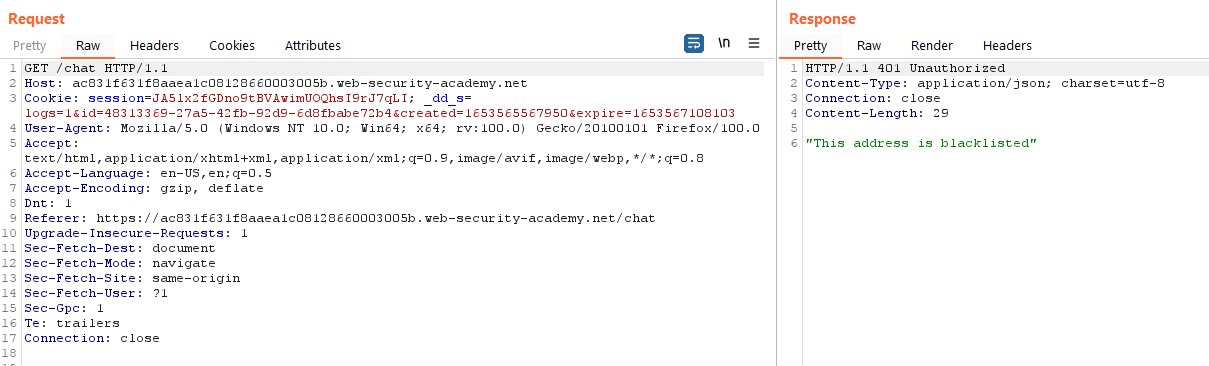 Request
Pretty Raw Headers Cookies Attributes \n
1 GET /chat HTTP/1.1
2 Host: ac831f631f8aaea1c08128660003005b.web-security-academy.net
3 Cookie: session=JA5lx2fGDno9tBVAwimUOQhsI9rJ7qLI; _dd_s=
logs=1&id=48313369-27a5-42fb-92d9-6d8fbabe72b4&created=1653565567950&expire=1653567108103
4 User-Agent: Mozilla/5.0 (Windows NT 10.0; Win64; x64; rv:100.0) Gecko/20100101 Firefox/100.0
5 Accept:
text/html,application/xhtml+xml,application/xml;q=0.9,image/avif,image/webp,*/*;q=0.8
6 Accept-Language: en-US,en;q=0.5
7 Accept-Encoding: gzip, deflate
8 Dnt: 1
9 Referer: https://ac831f631f8aaea1c08128660003005b.web-security-academy.net/chat
10 Upgrade-Insecure-Requests: 1
11 Sec-Fetch-Dest: document
12 Sec-Fetch-Mode: navigate
13 Sec-Fetch-Site: same-origin
14 Sec-Fetch-User: ?1
15 Sec-Gpc: 1
16 Te: trailers
17 Connection: close
18
Response
Pretty Raw Render Headers
1 HTTP/1.1 401 Unauthorized
2 Content-Type: application/json; charset=utf-8
3 Connection: close
4 Content-Length: 29
5
6 "This address is blacklisted"